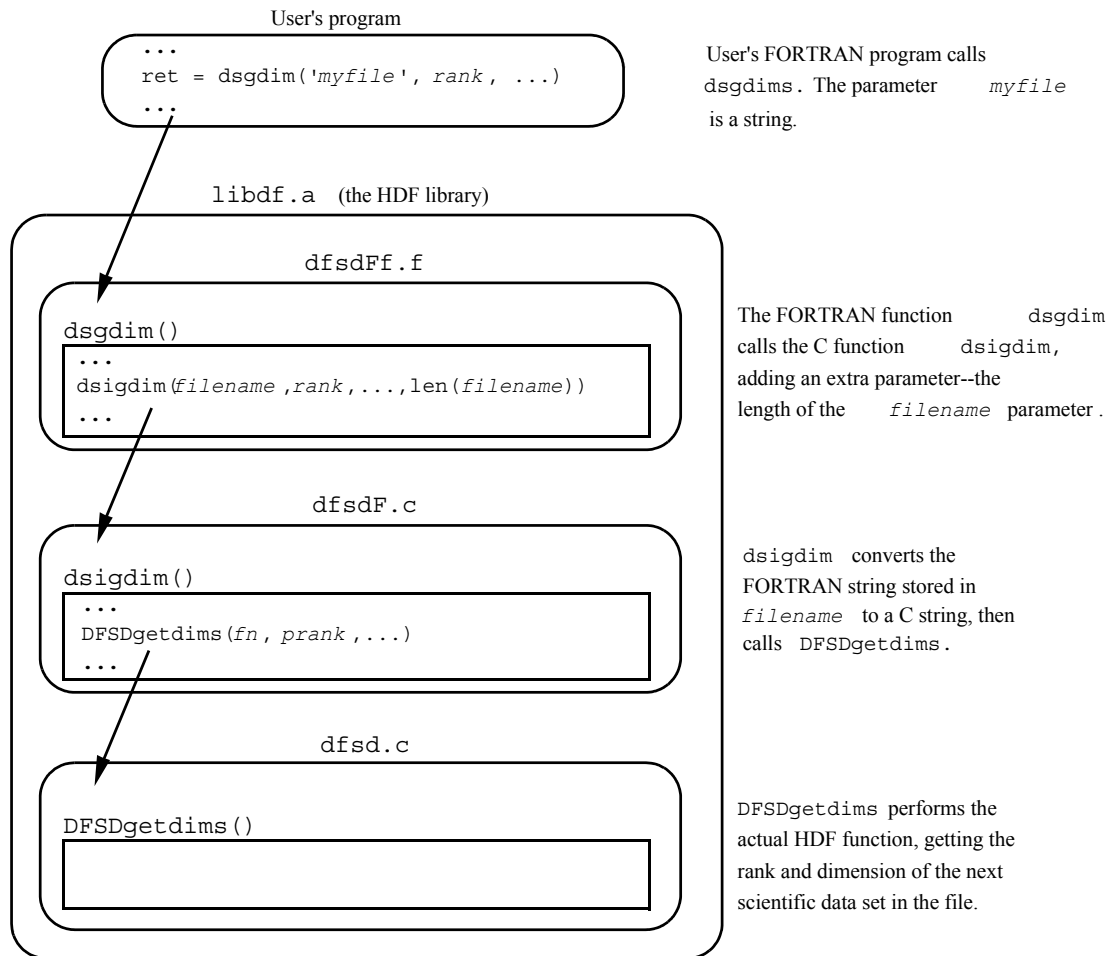 User's program
...
ret = dsgdim('myfile', rank, ...)
...
User's FORTRAN program calls
dsgdims. The parameter myfile
is a string.
libdf.a (the HDF library)
dfsdFf.f
dsgdim()
...
dsigdim(filename,rank,...,len(filename))
...
The FORTRAN function dsgdim
calls the C function dsigdim,
adding an extra parameter--the
length of the filename parameter.
dfsdF.c
dsigdim()
...
DFSDgetdims(fn, prank,...)
...
dsigdim converts the
FORTRAN string stored in
filename to a C string, then
calls DFSDgetdims.
dfsd.c
DFSDgetdims()
DFSDgetdims performs the
actual HDF function, getting the
rank and dimension of the next
scientific data set in the file.